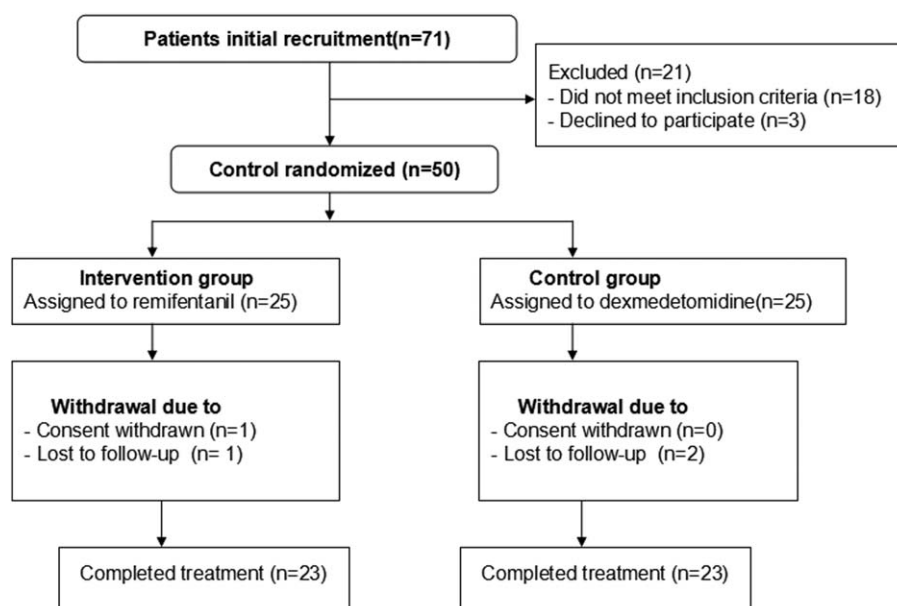 Patients initial recruitment(n=71)
Excluded (n=21)
- Did not meet inclusion criteria (n=18)
- Declined to participate (n=3)
Control randomized (n=50)
Intervention group
Assigned to remifentanil (n=25)
Control group
Assigned to dexmedetomidine(n=25)
Withdrawal due to
- Consent withdrawn (n=1)
- Lost to follow-up (n= 1)
Withdrawal due to
- Consent withdrawn (n=0)
- Lost to follow-up (n=2)
Completed treatment (n=23)
Completed treatment (n=23)